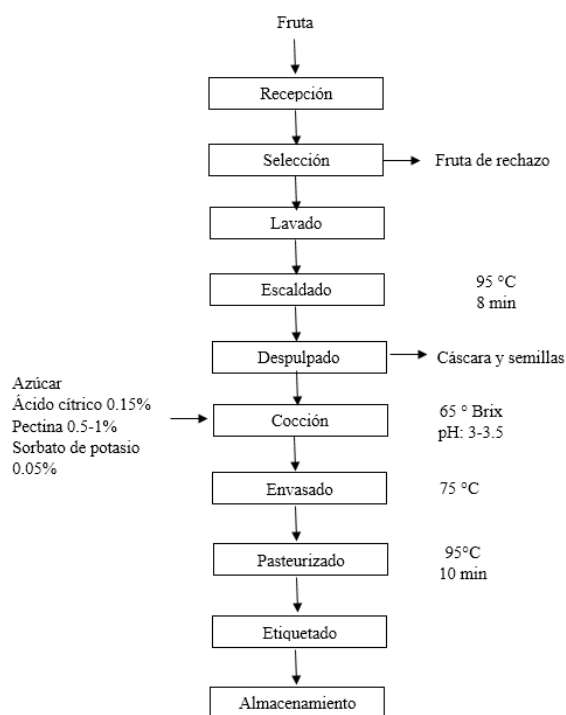 Fruta
Recepción
Selección
Fruta de rechazo
Lavado
Escaldado
95 °C
8 min
Despulpado
Cáscara y semillas
Azúcar
Ácido cítrico 0.15%
Pectina 0.5-1%
Sorbato de potasio
0.05%
Cocción
65 ° Brix
pH: 3-3.5
Envasado
75 °C
Pasteurizado
95°C
10 min
Etiquetado
Almacenamiento